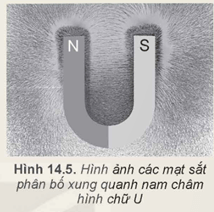 N S
Hình 14.5. Hình ảnh các mạt sắt
phân bố xung quanh nam châm
hình chữ U